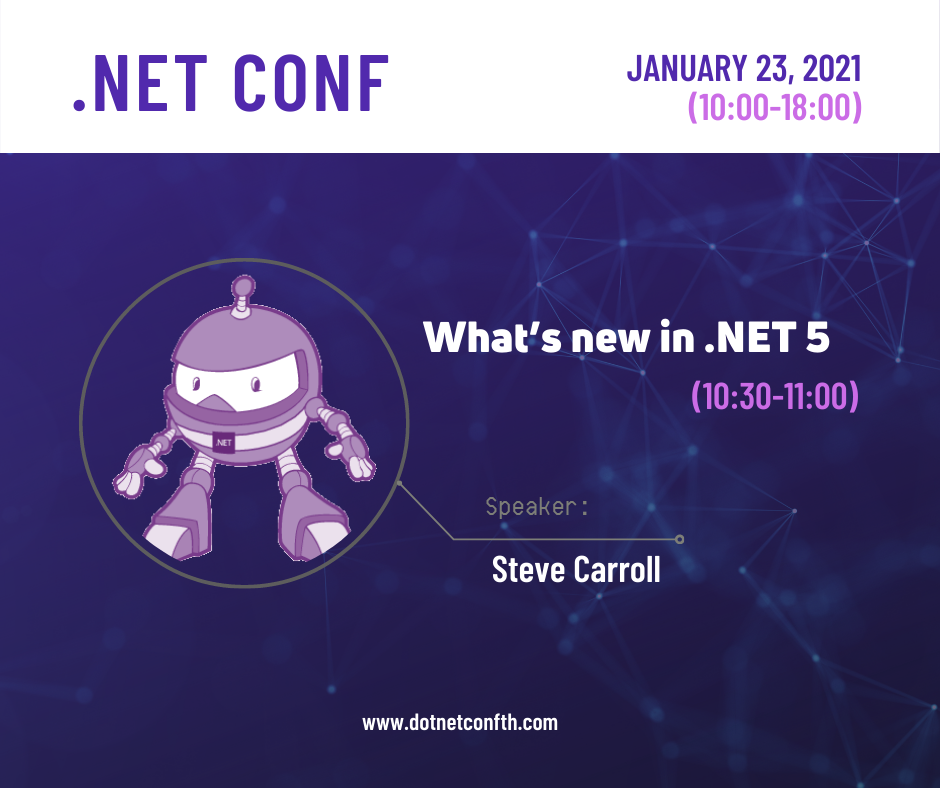 .NET CONF
JANUARY 23, 2021
(10:00-18:00)
What's new in .NET 5
(10:30-11:00)
.NET
Speaker:
Steve Carroll
www.dotnetconfth.com